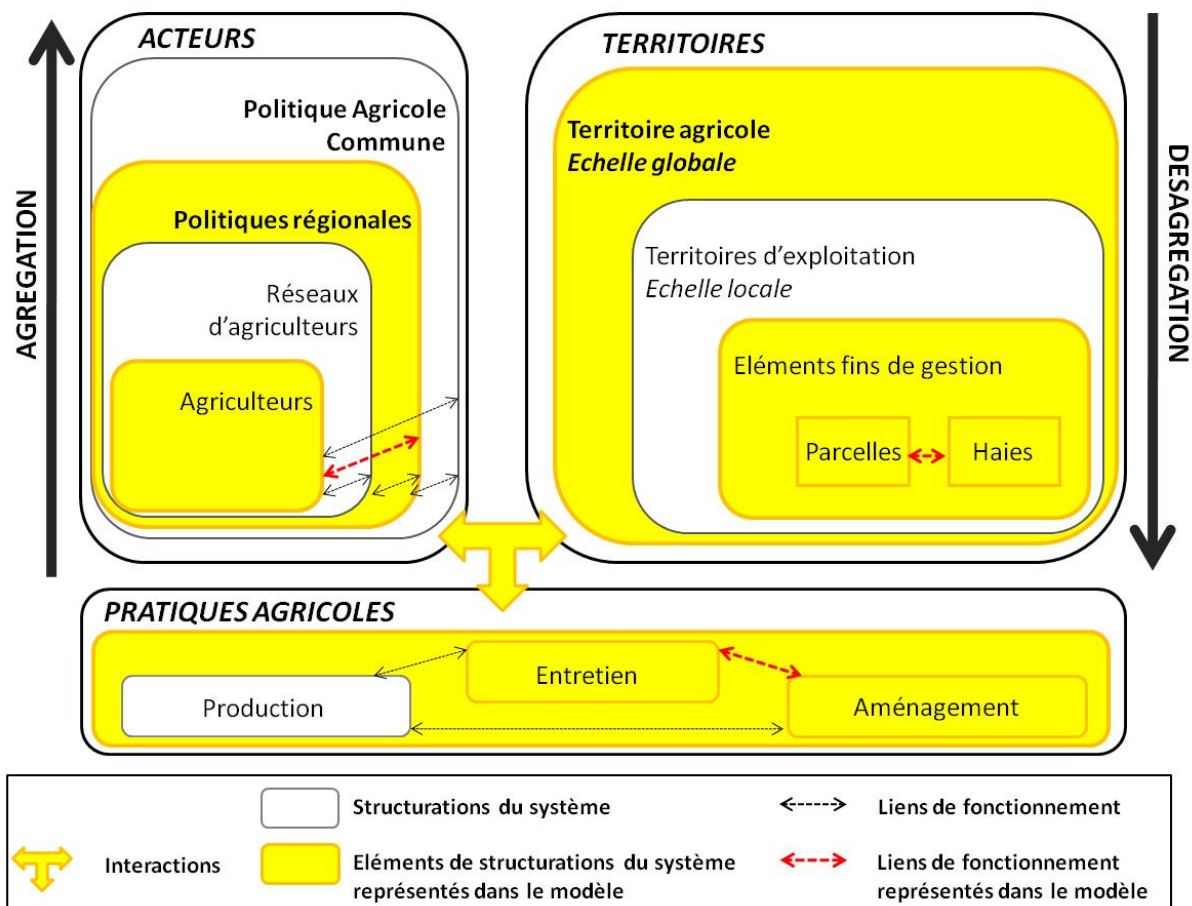 AGREGATION
ACTEURS
Politique Agricole
Commune
Politiques régionales
Réseaux
d'agriculteurs
Agriculteurs
TERRITOIRES
Territoire agricole
Echelle globale
Territoires d'exploitation
Echelle locale
Eléments fins de gestion
Parcelles
Haies
DESAGREGATION
PRATIQUES AGRICOLES
Production
Entretien
Aménagement
Interactions
Structurations du système
Eléments de structurations du système
représentés dans le modèle
Liens de fonctionnement
Liens de fonctionnement
représentés dans le modèle